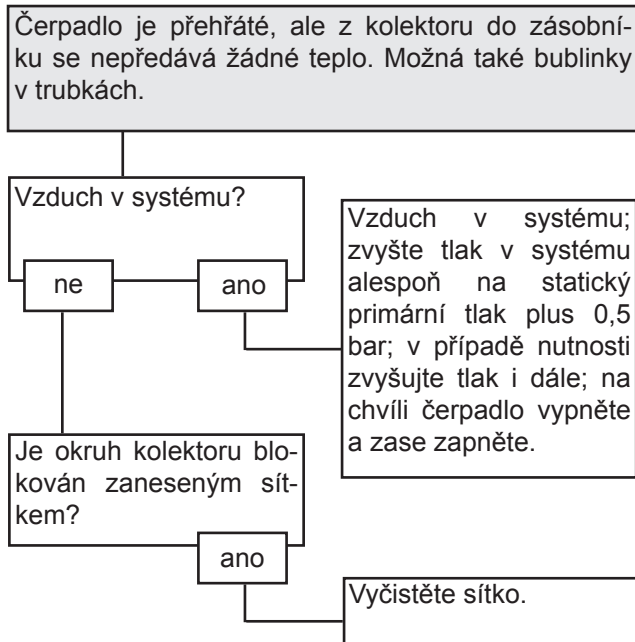 Čerpadlo je přehřáté, ale z kolektoru do zásobní-
ku se nepředává žádné teplo. Možná také bublinky
v trubkách.
Vzduch v systému?
ne
ano
Vzduch v systému;
zvyšte tlak v systému
alespoň na statický
primární tlak plus 0,5
bar; v případě nutnosti
zvyšujte tlak i dále; na
chvíli čerpadlo vypněte
a zase zapněte.
Je okruh kolektoru blo-
kován zaneseným sít-
kem?
ano
Vyčistěte sítko.